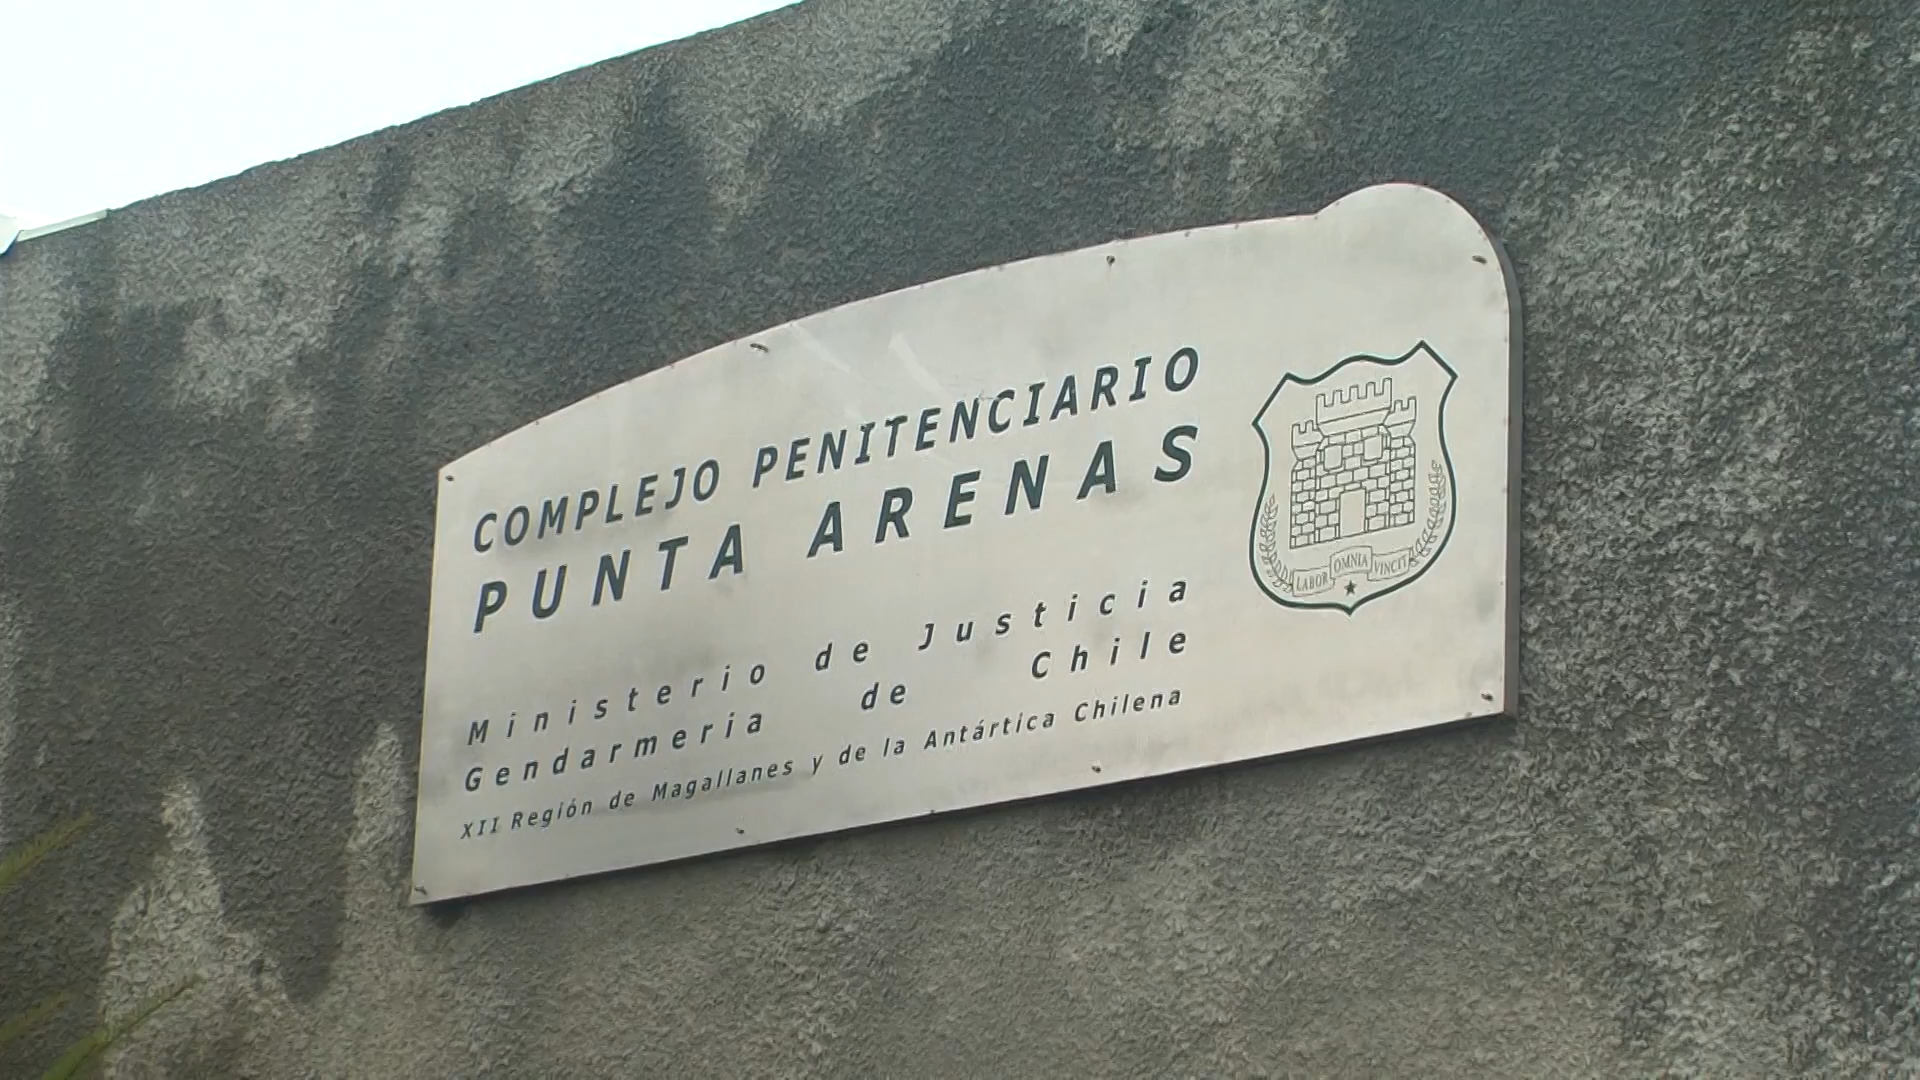 COMPLEJO PENITENCIARIO
PUNTA ARENAS
Ministerio de Justicia
Gendarmeria de Chile
XII Región de Magallanes y de la Antártica Chilena
LABOR OMNIA VINCIT